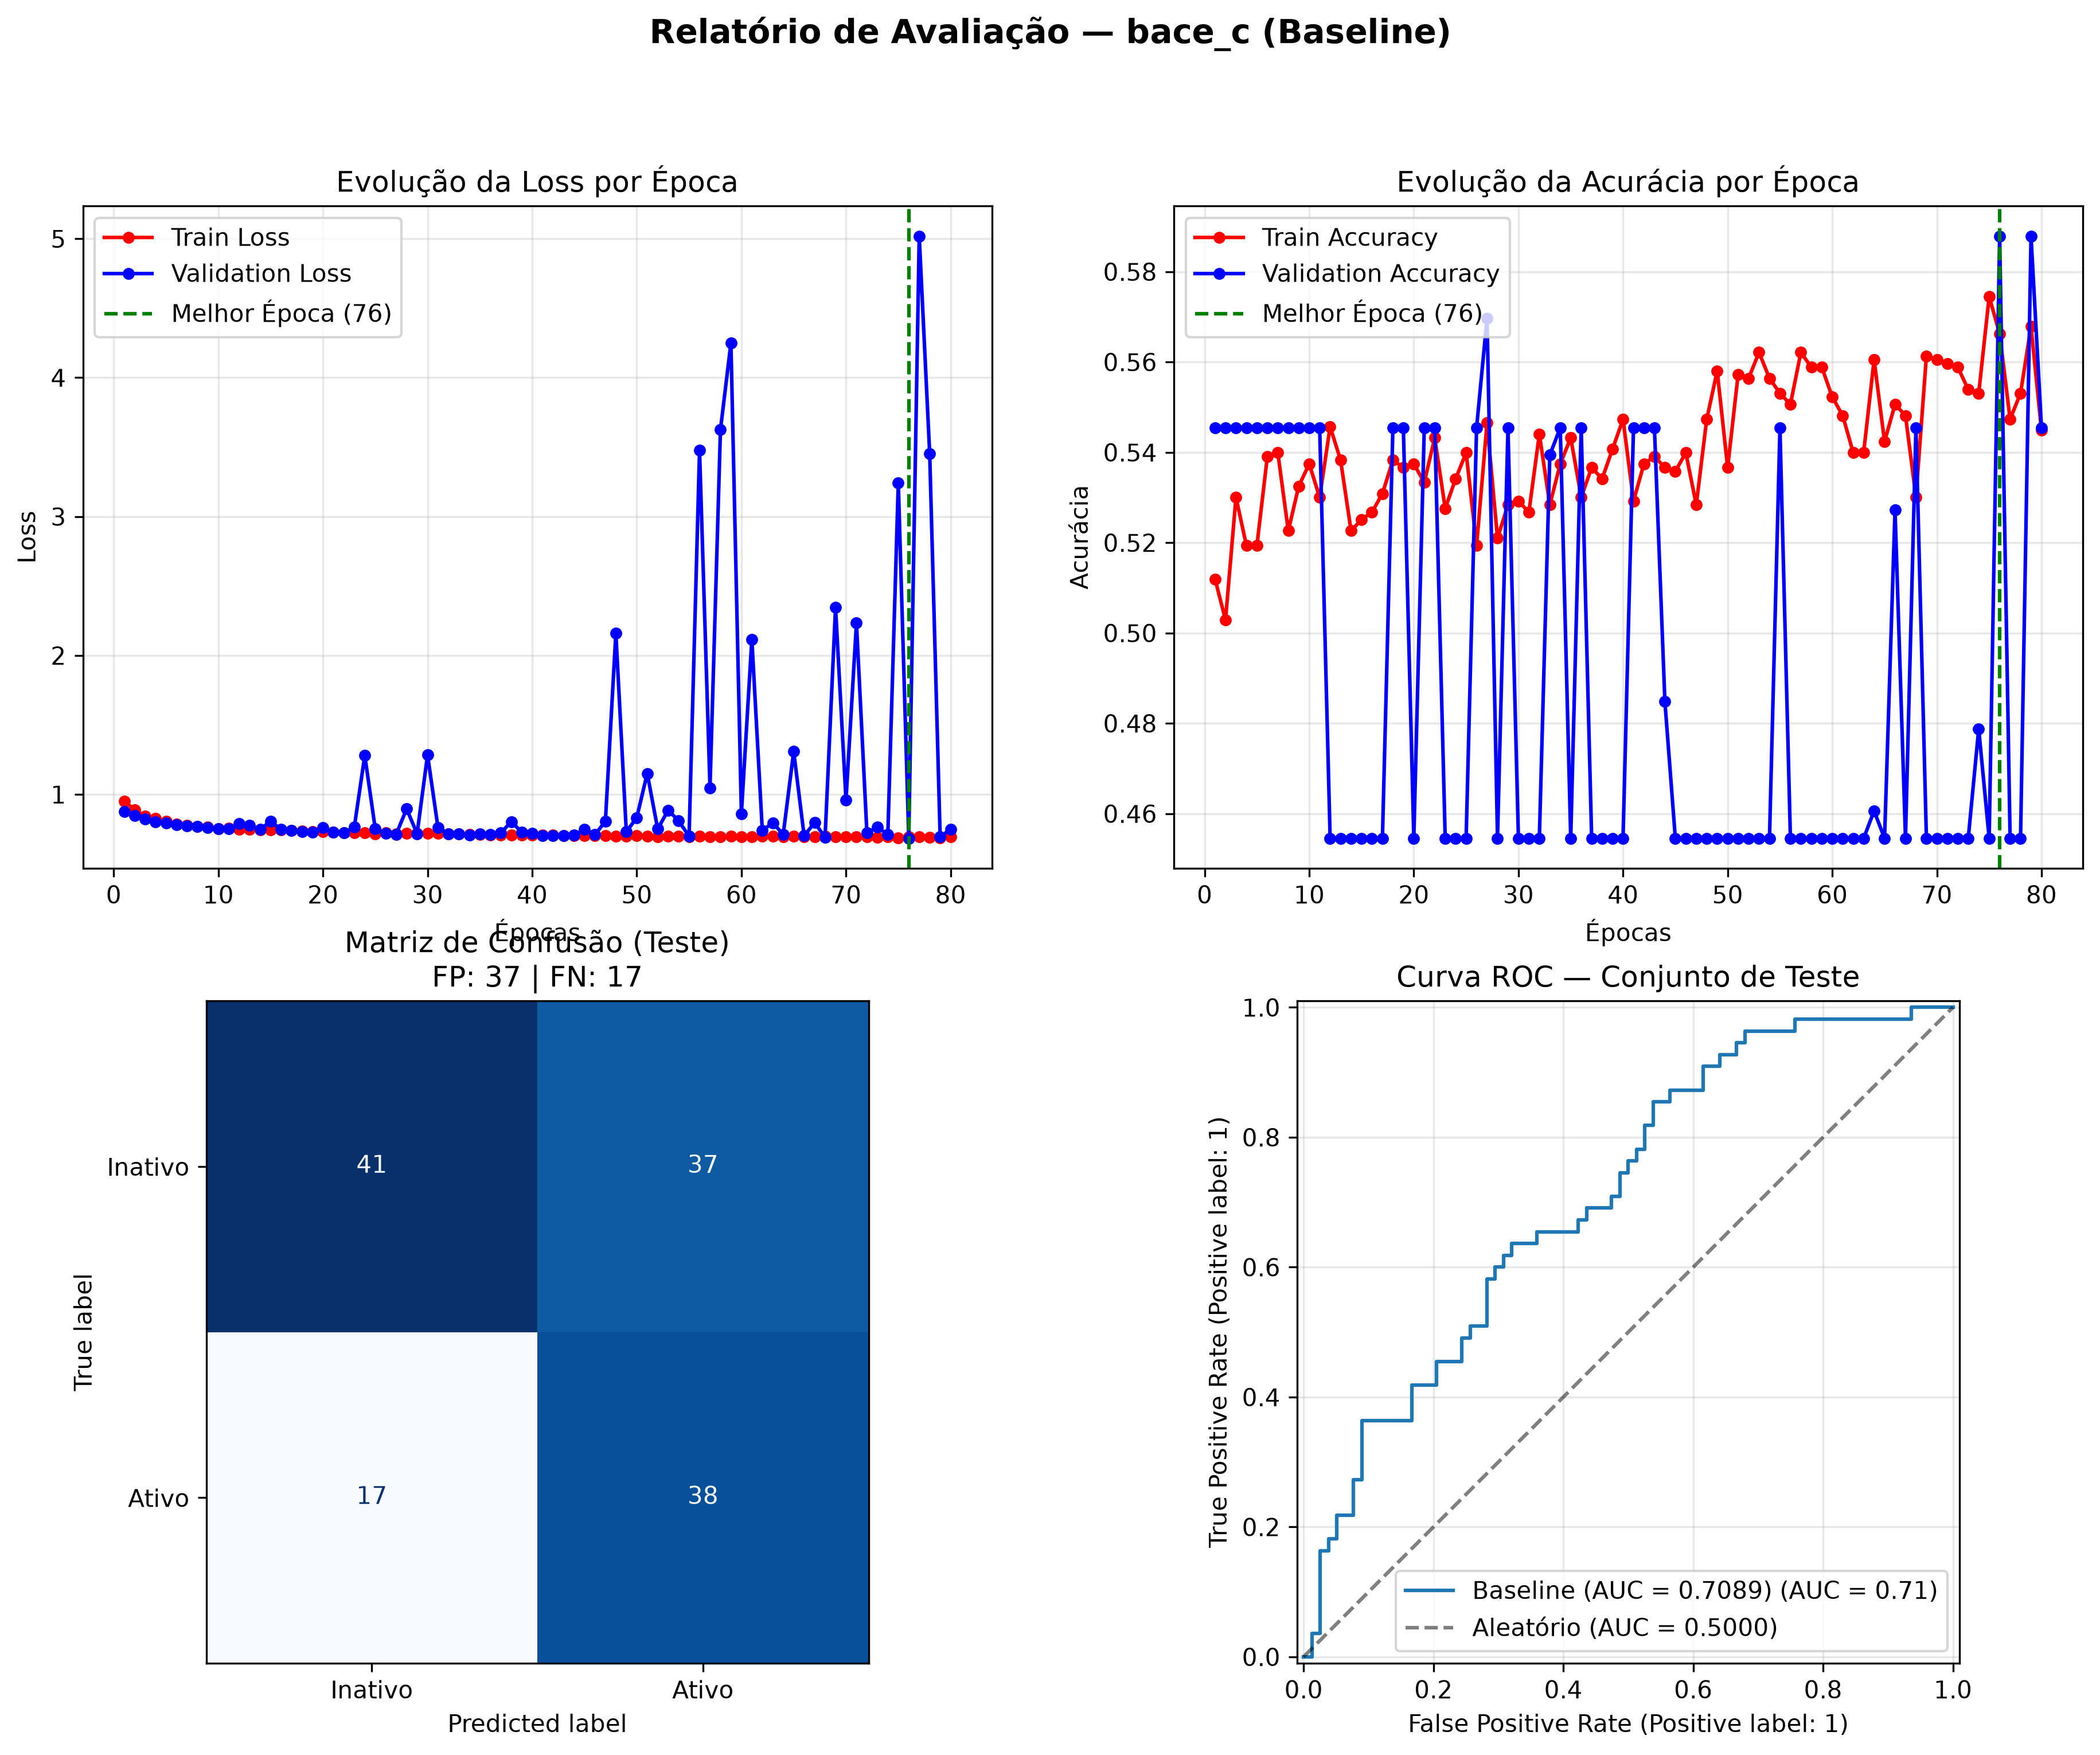 Relatório de Avaliação — bace_c (Baseline)
Evolução da Loss por Época
Train Loss
Validation Loss
Melhor Época (76)
5
4
3
2
1
Loss
0 10 20 30 40 50 60 70 80
Épocas
Evolução da Acurácia por Época
Train Accuracy
Validation Accuracy
Melhor Época (76)
0.58
0.56
0.54
0.52
0.50
0.48
0.46
Acurácia
0 10 20 30 40 50 60 70 80
Épocas
Matriz de Confusão (Teste)
FP: 37 | FN: 17
Inativo
41 37
True label
Ativo
17 38
Inativo Ativo
Predicted label
Curva ROC — Conjunto de Teste
1.0
0.8
0.6
0.4
0.2
0.0
True Positive Rate (Positive label: 1)
Baseline (AUC = 0.7089) (AUC = 0.71)
Aleatório (AUC = 0.5000)
0.0 0.2 0.4 0.6 0.8 1.0
False Positive Rate (Positive label: 1)